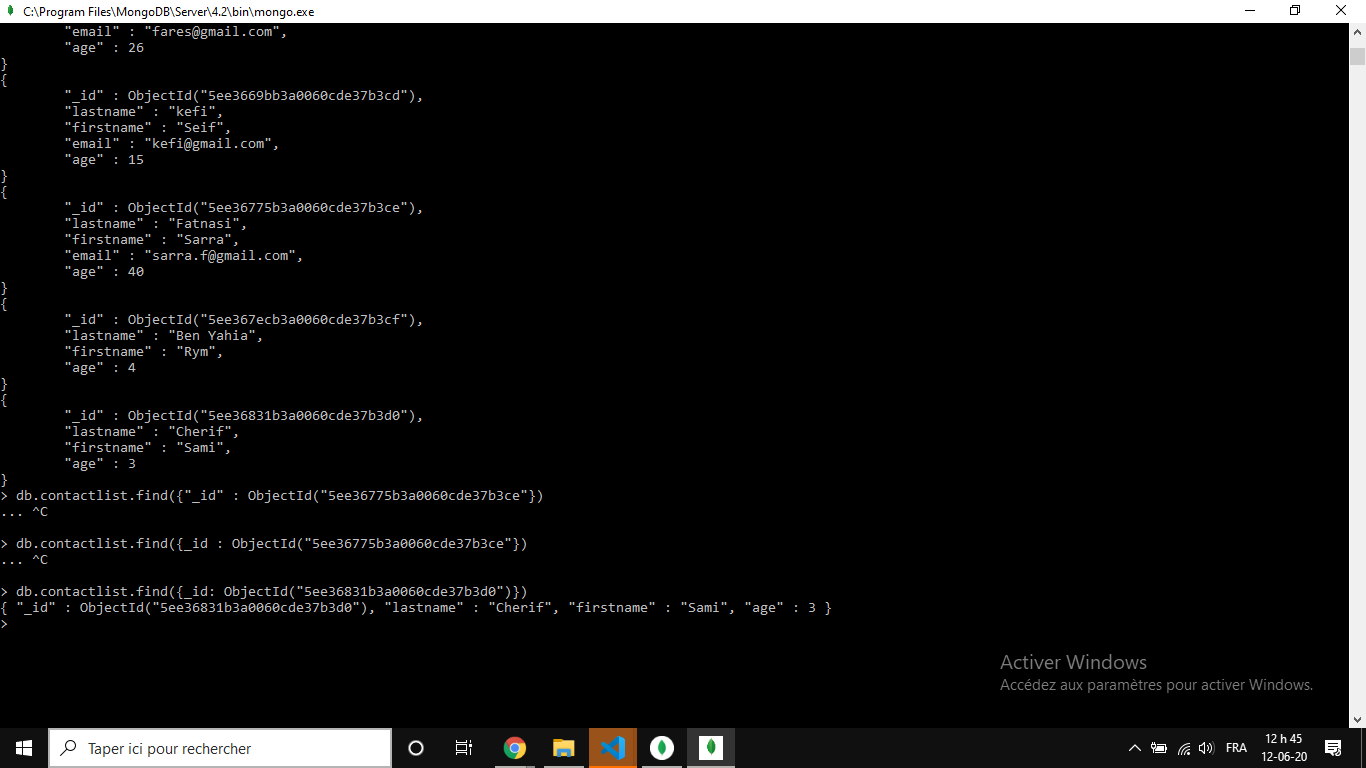 C:\Program Files\MongoDB\Server\4.2\bin\mongo.exe
"email" : "fares@gmail.com",
"age" : 26
}
{
"_id" : ObjectId("5ee3669bb3a0060cde37b3cd"),
"lastname" : "kefi",
"firstname" : "Seif",
"email" : "kefi@gmail.com",
"age" : 15
}
{
"_id" : ObjectId("5ee36775b3a0060cde37b3ce"),
"lastname" : "Fatnasi",
"firstname" : "Sarra",
"email" : "sarra.f@gmail.com",
"age" : 40
}
{
"_id" : ObjectId("5ee367ecb3a0060cde37b3cf"),
"lastname" : "Ben Yahia",
"firstname" : "Rym",
"age" : 4
}
{
"_id" : ObjectId("5ee36831b3a0060cde37b3d0"),
"lastname" : "Cherif",
"firstname" : "Sami",
"age" : 3
}
> db.contactlist.find({"_id" : ObjectId("5ee36775b3a0060cde37b3ce"})
... ^C
> db.contactlist.find({_id : ObjectId("5ee36775b3a0060cde37b3ce"})
... ^C
> db.contactlist.find({_id: ObjectId("5ee36831b3a0060cde37b3d0")})
{ "_id" : ObjectId("5ee36831b3a0060cde37b3d0"), "lastname" : "Cherif", "firstname" : "Sami", "age" : 3 }
>
Activer Windows
Accédez aux paramètres pour activer Windows.
Taper ici pour rechercher
FRA
12 h 45
12-06-20